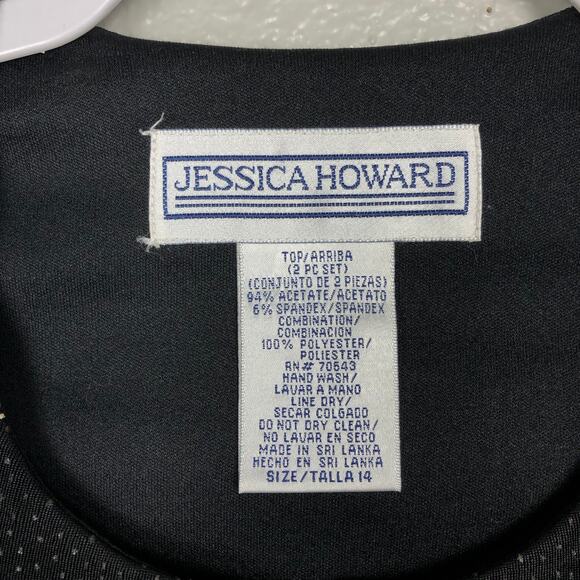 JESSICA HOWARD
TOP/ARRIBA
(2 PC SET)
(CONJUNTO DE 2 PIEZAS)
94% ACETATE/ACETATO
6% SPANDEX/SPANDEX
COMBINATION/
COMBINACION
100% POLYESTER/
POLIESTER
RN# 70543
HAND WASH/
LAVAR A MANO
LINE DRY/
SECAR COLGADO
DO NOT DRY CLEAN/
NO LAVAR EN SECO
MADE IN SRI LANKA
HECHO EN SRI LANKA
SIZE/TALLA 14